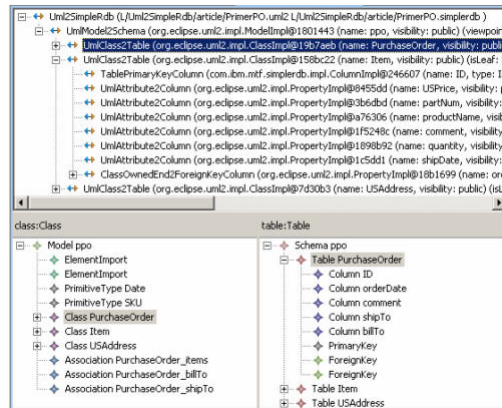 Uml2SimpleRdb (L/Uml2SimpleRdb/article/PrimerPO.uml2 L/Uml2SimpleRdb/article/PrimerPO.simplerdb )
UmlModel2Schema (org.eclipse.uml2.impl.ModelImpl@1801443 (name: ppo, visibility: public) (viewpoint
UmlClass2Table (org.eclipse.uml2.impl.ClassImpl@19b7aeb (name: PurchaseOrder, visibility: publi
UmlClass2Table (org.eclipse.uml2.impl.ClassImpl@158bc22 (name: Item, visibility: public) (isLeaf:
TablePrimaryKeyColumn (com.ibm.mtf.simplerdb.impl.ColumnImpl@246607 (name: ID, type: I
UmlAttribute2Column (org.eclipse.uml2.impl.PropertyImpl@8455dd (name: USPrice, visibility: p
UmlAttribute2Column (org.eclipse.uml2.impl.PropertyImpl@3b6dbd (name: partNum, visibility:
UmlAttribute2Column (org.eclipse.uml2.impl.PropertyImpl@a76306 (name: productName, visib
UmlAttribute2Column (org.eclipse.uml2.impl.PropertyImpl@1f5248c (name: comment, visibility
UmlAttribute2Column (org.eclipse.uml2.impl.PropertyImpl@1898b92 (name: quantity, visibility:
UmlAttribute2Column (org.eclipse.uml2.impl.PropertyImpl@1c5dd1 (name: shipDate, visibility:
ClassOwnedEnd2ForeignKeyColumn (org.eclipse.uml2.impl.PropertyImpl@18b1699 (name: or
UmlClass2Table (org.eclipse.uml2.impl.ClassImpl@7d30b3 (name: USAddress, visibility: public) (isL
class:Class
Model ppo
ElementImport
ElementImport
PrimitiveType Date
PrimitiveType SKU
Class PurchaseOrder
Class Item
Class USAddress
Association PurchaseOrder_items
Association PurchaseOrder_billTo
Association PurchaseOrder_shipTo
table:Table
Schema ppo
Table PurchaseOrder
Column ID
Column orderDate
Column comment
Column shipTo
Column billTo
PrimaryKey
ForeignKey
ForeignKey
Table Item
Table USAddress